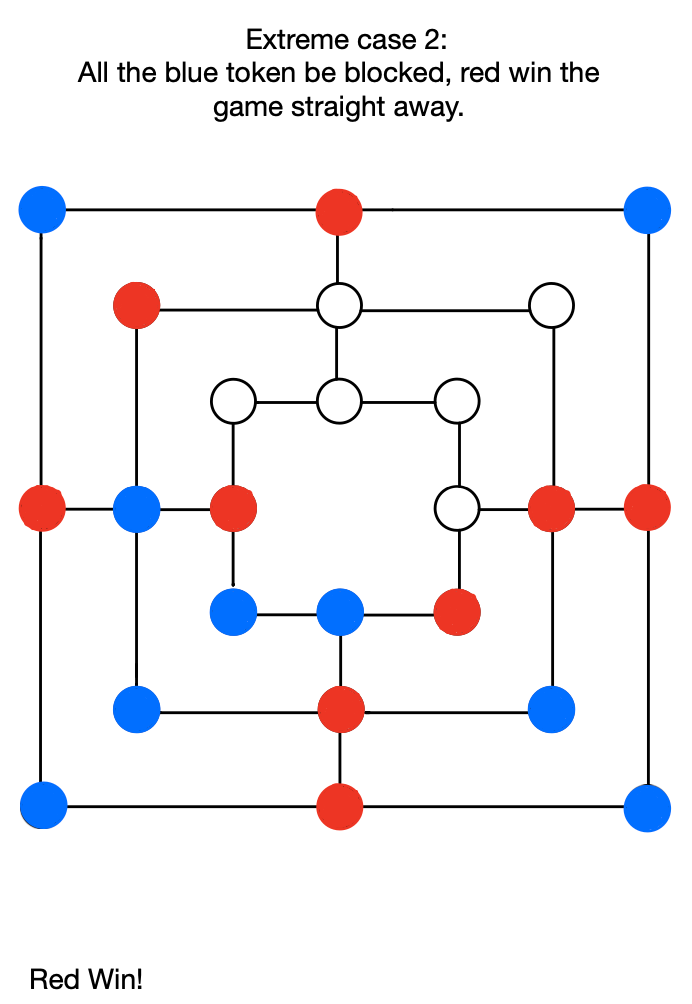 Extreme case 2:
All the blue token be blocked, red win the
game straight away.
Red Win!